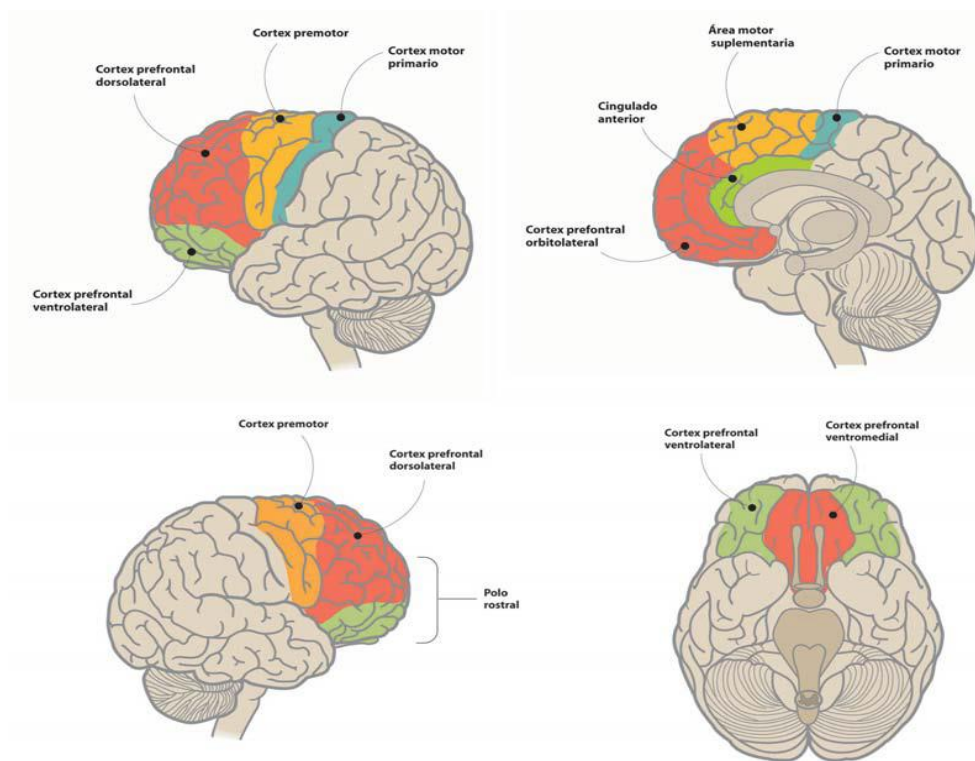 Cortex premotor
Cortex motor
primario
Cortex prefrontal
dorsolateral
Cortex prefrontal
ventrolateral
Área motor
suplementaria
Cortex motor
primario
Cingulado
anterior
Cortex prefontral
orbitolateral
Cortex premotor
Cortex prefrontal
dorsolateral
Polo
rostral
Cortex prefrontal
ventrolateral
Cortex prefrontal
ventromedial